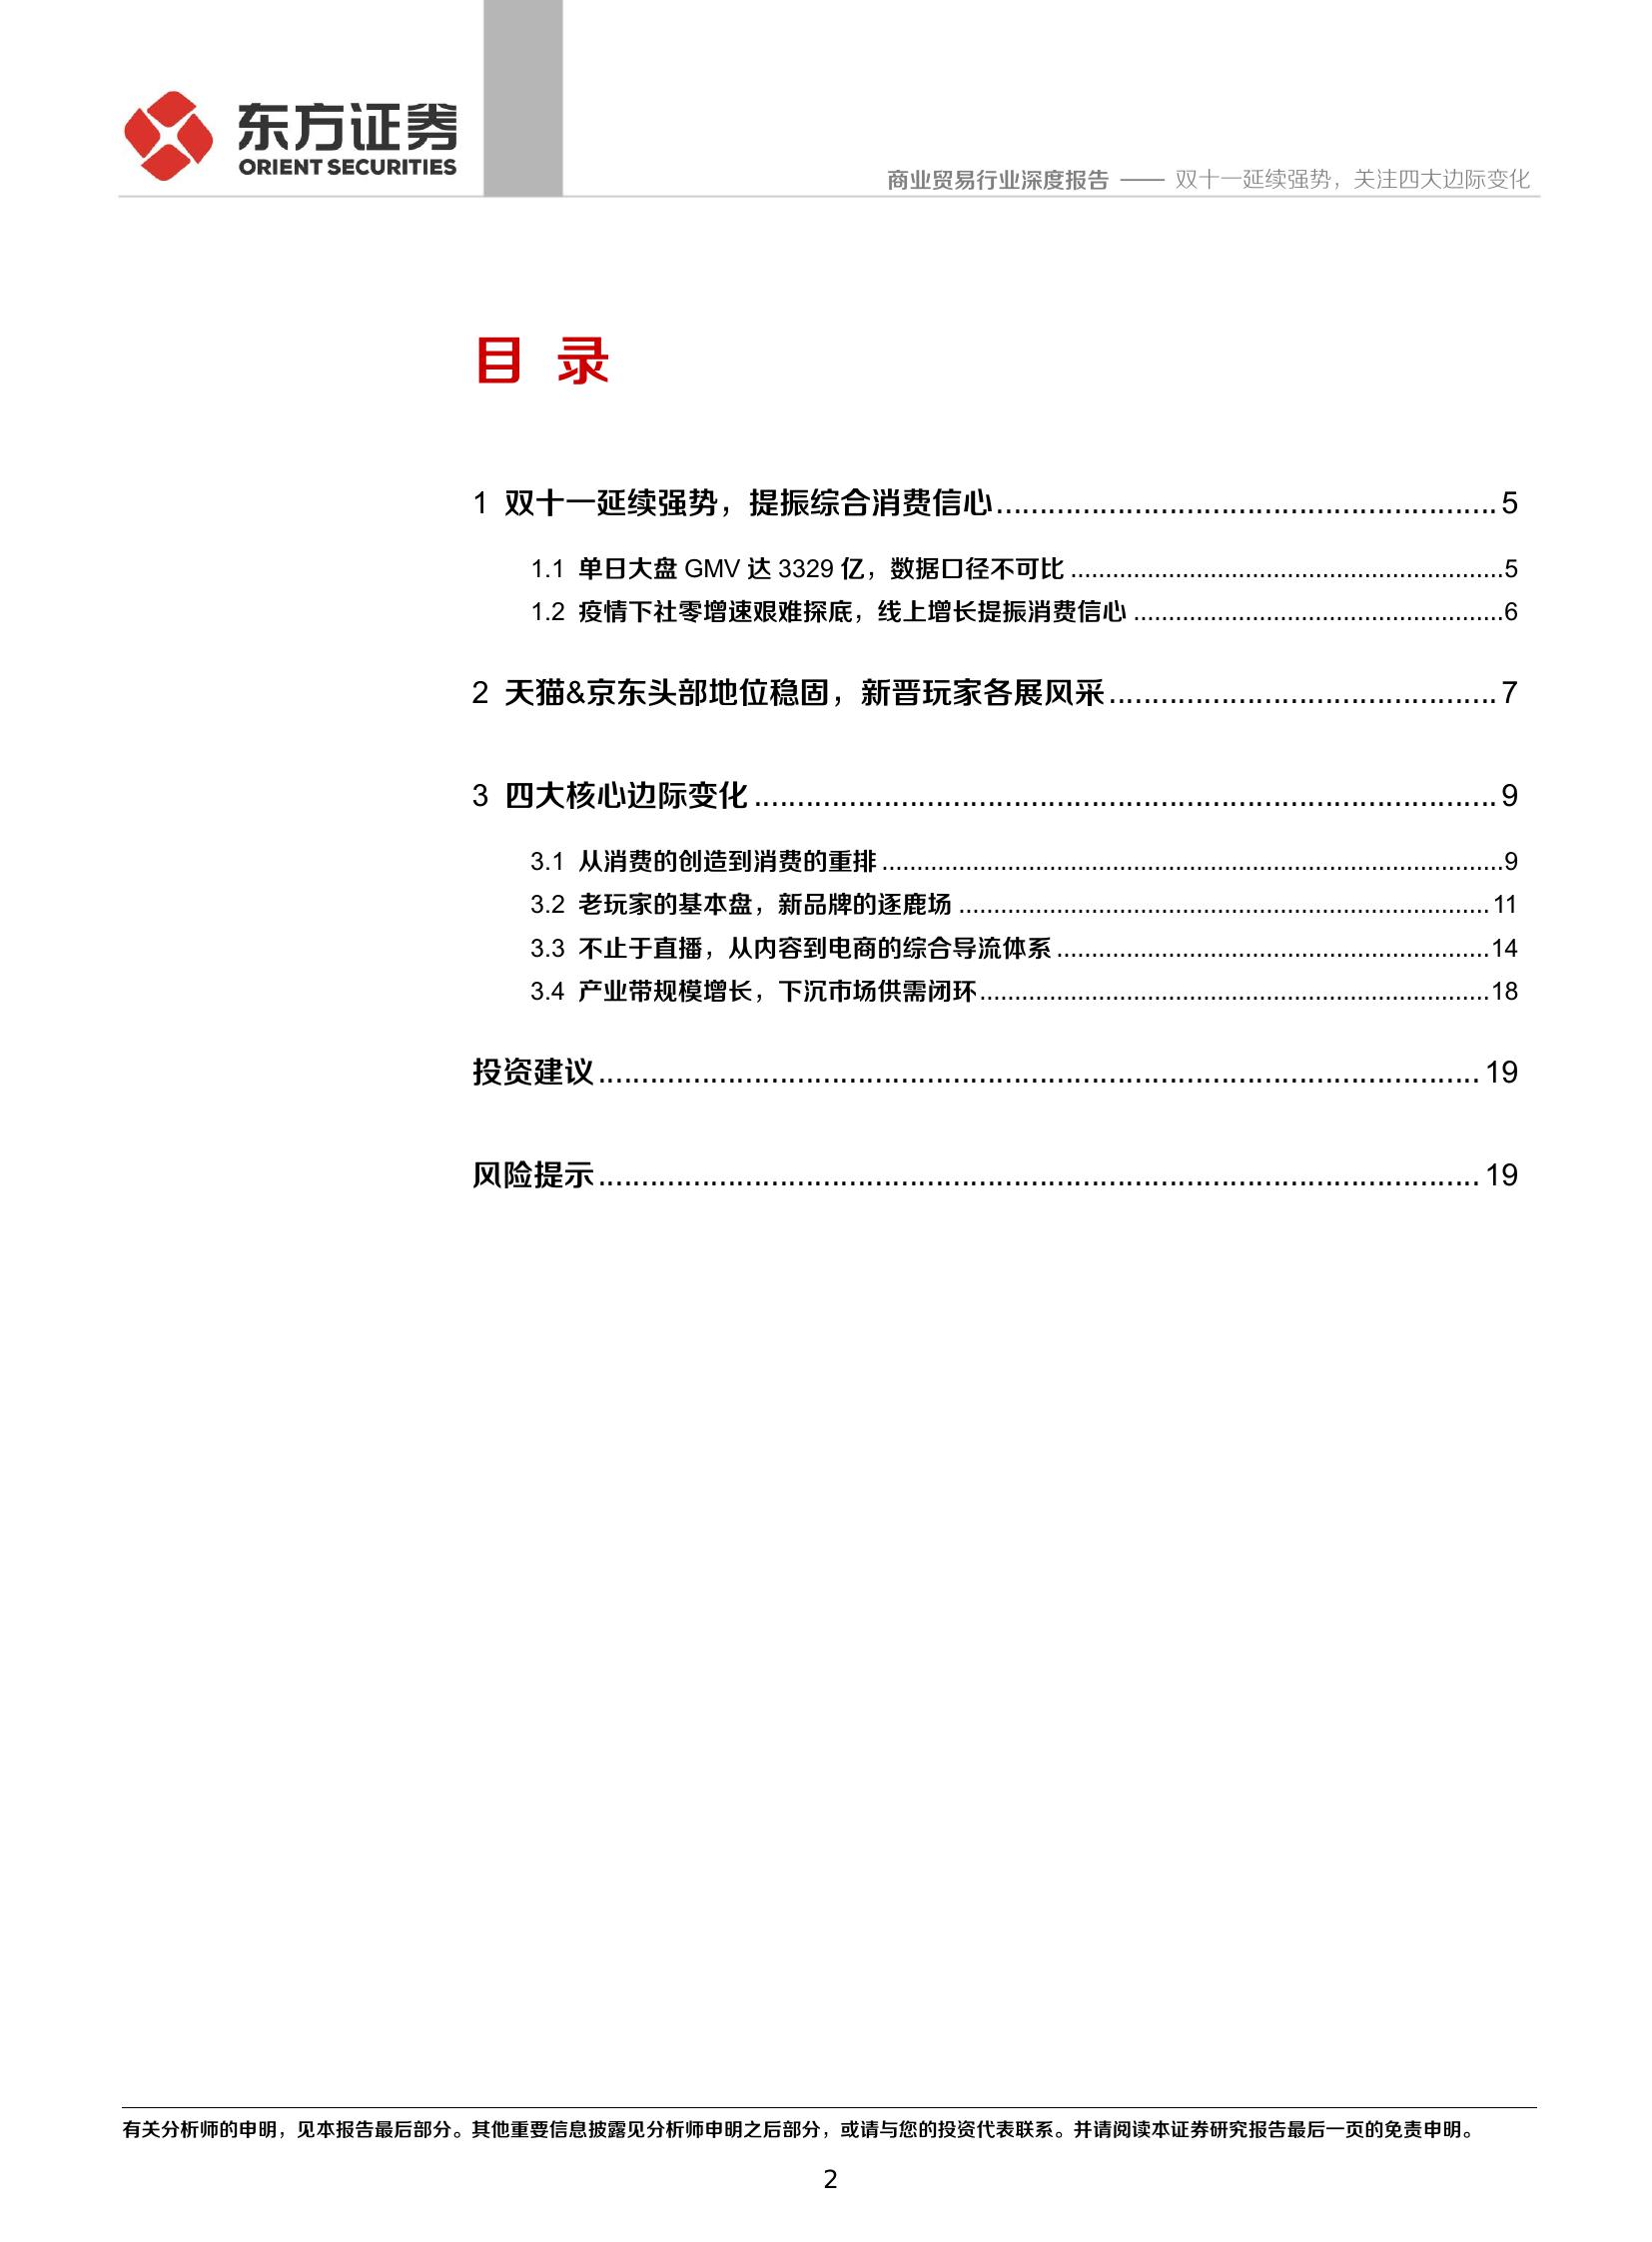 东方证券
ORIENT SECURITIES
商业贸易行业深度报告 —— 双十一延续强势，关注四大边际变化
目 录
1 双十一延续强势，提振综合消费信心.......................................................... 5
1.1 单日大盘 GMV 达 3329 亿，数据口径不可比..............................................................5
1.2 疫情下社零增速艰难探底，线上增长提振消费信心.....................................................6
2 天猫&京东头部地位稳固，新晋玩家各展风采............................................. 7
3 四大核心边际变化...................................................................................... 9
3.1 从消费的创造到消费的重排.........................................................................................9
3.2 老玩家的基本盘，新品牌的逐鹿场............................................................................ 11
3.3 不止于直播，从内容到电商的综合导流体系..............................................................14
3.4 产业带规模增长，下沉市场供需闭环.........................................................................18
投资建议...................................................................................................... 19
风险提示...................................................................................................... 19
有关分析师的申明，见本报告最后部分。其他重要信息披露见分析师申明之后部分，或请与您的投资代表联系。并请阅读本证券研究报告最后一页的免责申明。
2